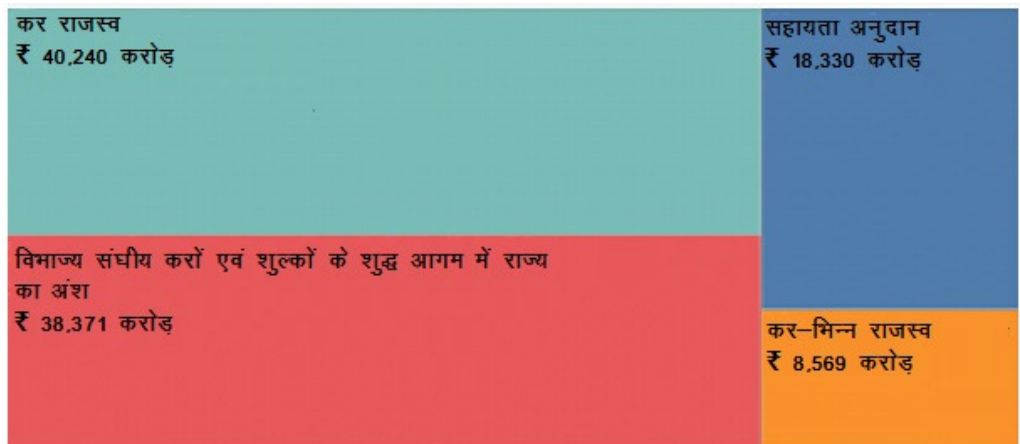 कर राजस्व
₹ 40,240 करोड़
विभाज्य संघीय करों एवं शुल्कों के शुद्ध आगम में राज्य
का अंश
₹ 38,371 करोड़
सहायता अनुदान
₹ 18,330 करोड़
कर–भिन्न राजस्व
₹ 8,569 करोड़